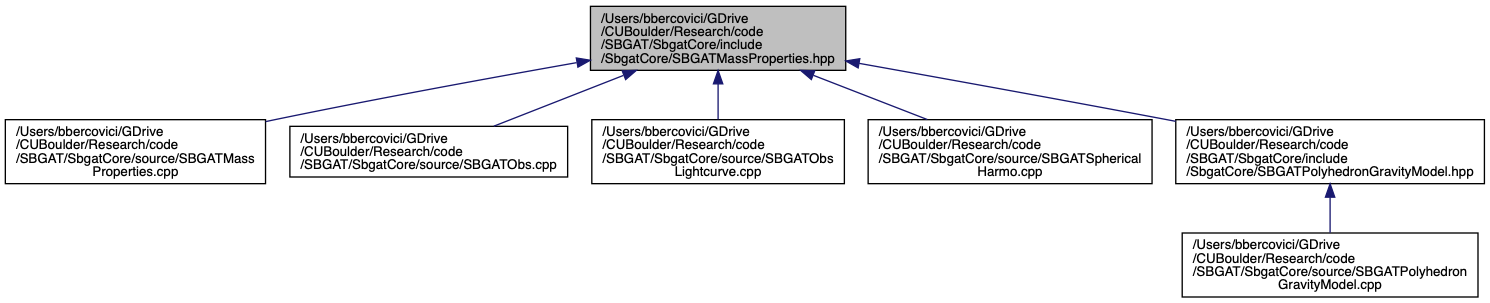 /Users/bbercovici/GDrive
/CUBoulder/Research/code
/SBGAT/SbgatCore/include
/SbgatCore/SBGATMassProperties.hpp
/Users/bbercovici/GDrive
/CUBoulder/Research/code
/SBGAT/SbgatCore/source/SBGATMass
Properties.cpp
/Users/bbercovici/GDrive
/CUBoulder/Research/code
/SBGAT/SbgatCore/source/SBGATObs.cpp
/Users/bbercovici/GDrive
/CUBoulder/Research/code
/SBGAT/SbgatCore/source/SBGATObs
Lightcurve.cpp
/Users/bbercovici/GDrive
/CUBoulder/Research/code
/SBGAT/SbgatCore/source/SBGATSpherical
Harmo.cpp
/Users/bbercovici/GDrive
/CUBoulder/Research/code
/SBGAT/SbgatCore/include
/SbgatCore/SBGATPolyhedronGravityModel.hpp
/Users/bbercovici/GDrive
/CUBoulder/Research/code
/SBGAT/SbgatCore/source/SBGATPolyhedron
GravityModel.cpp